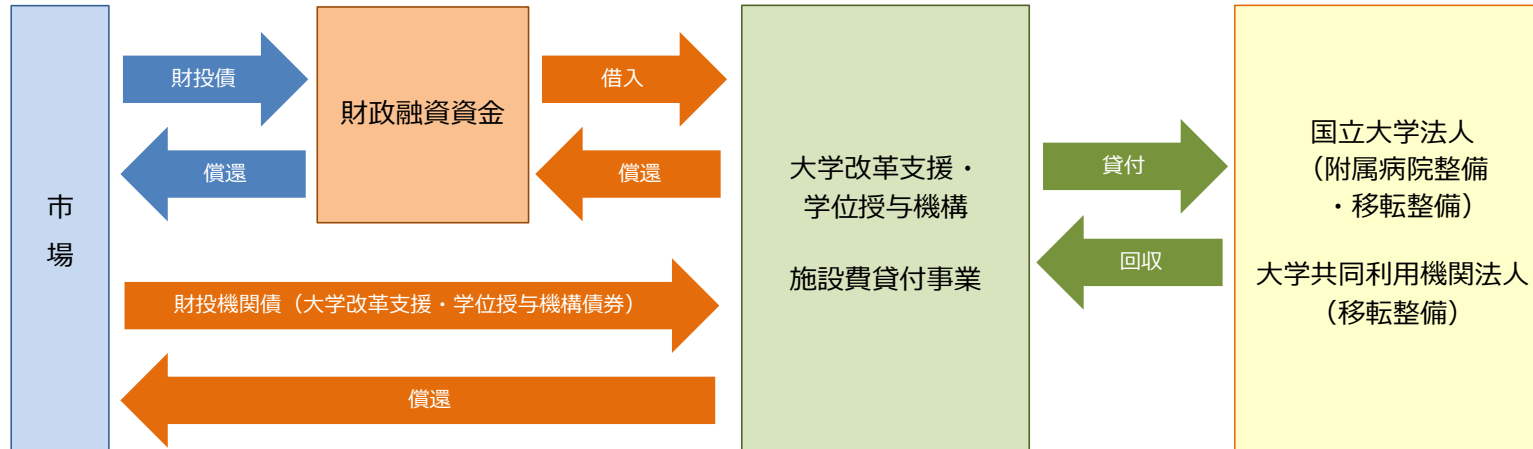 市
場
財投債
償還
財政融資資金
借入
償還
財投機関債（大学改革支援・学位授与機構債券）
償還
大学改革支援・
学位授与機構
施設費貸付事業
貸付
回収
国立大学法人
（附属病院整備
・移転整備）
大学共同利用機関法人
（移転整備）